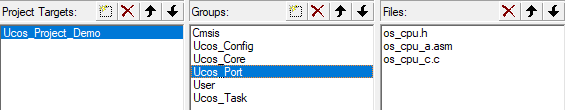 Project Targets:
Ucos_Project_Demo
Groups:
Cmsis
Ucos_Config
Ucos_Core
Ucos_Port
User
Ucos_Task
Files:
os_cpu.h
os_cpu_a.asm
os_cpu_c.c